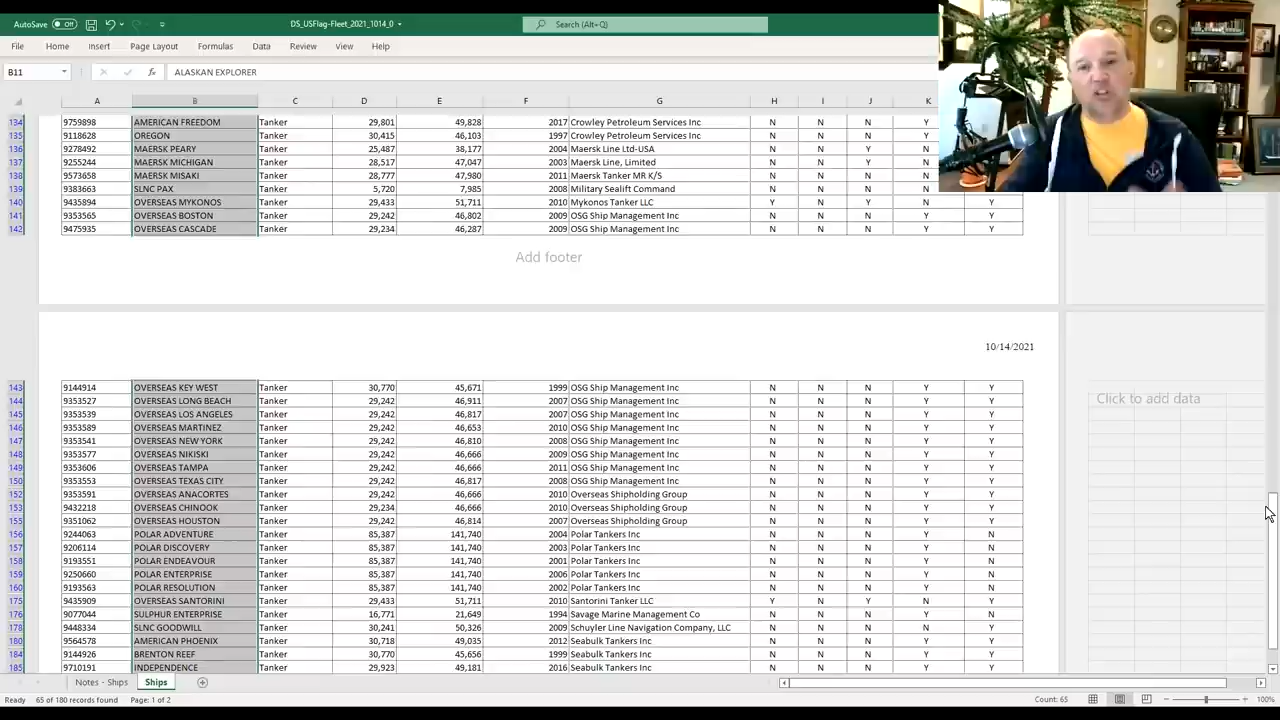 AutoSave Off DS_USFlag-Fleet_2021_1014_0 Search (Alt+Q)
File Home Insert Page Layout Formulas Data Review View Help
B11 fx ALASKAN EXPLORER
A B C D E F G H I J K
134 9759898 AMERICAN FREEDOM Tanker 29,801 49,828 2017 Crowley Petroleum Services Inc N N N Y
135 9118628 OREGON Tanker 30,415 46,103 1997 Crowley Petroleum Services Inc N N N Y
136 9278492 MAERSK PEARY Tanker 25,487 38,177 2004 Maersk Line Ltd-USA N N Y N
137 9255244 MAERSK MICHIGAN Tanker 28,517 47,047 2003 Maersk Line, Limited N N Y N
138 9573658 MAERSK MISAKI Tanker 28,777 47,980 2011 Maersk Tanker MR K/S N N N N
139 9383663 SLNC PAX Tanker 5,720 7,985 2008 Military Sealift Command N N N N Y
140 9435894 OVERSEAS MYKONOS Tanker 29,433 51,711 2010 Mykonos Tanker LLC Y N Y N Y
141 9353565 OVERSEAS BOSTON Tanker 29,242 46,802 2009 OSG Ship Management Inc N N N Y Y
142 9475935 OVERSEAS CASCADE Tanker 29,234 46,287 2009 OSG Ship Management Inc N N N Y Y
Add footer
10/14/2021
143 9144914 OVERSEAS KEY WEST Tanker 30,770 45,671 1999 OSG Ship Management Inc N N N Y Y
144 9353527 OVERSEAS LONG BEACH Tanker 29,242 46,911 2007 OSG Ship Management Inc N N N Y Y
145 9353539 OVERSEAS LOS ANGELES Tanker 29,242 46,817 2007 OSG Ship Management Inc N N N Y Y
146 9353589 OVERSEAS MARTINEZ Tanker 29,242 46,653 2010 OSG Ship Management Inc N N N Y Y
147 9353541 OVERSEAS NEW YORK Tanker 29,242 46,810 2008 OSG Ship Management Inc N N N Y Y
148 9353577 OVERSEAS NIKISKI Tanker 29,242 46,666 2009 OSG Ship Management Inc N N N Y Y
149 9353606 OVERSEAS TAMPA Tanker 29,242 46,666 2011 OSG Ship Management Inc N N N Y Y
150 9353553 OVERSEAS TEXAS CITY Tanker 29,242 46,817 2008 OSG Ship Management Inc N N N Y Y
152 9353591 OVERSEAS ANACORTES Tanker 29,242 46,666 2010 Overseas Shipholding Group N N N Y Y
153 9432218 OVERSEAS CHINOOK Tanker 29,234 46,666 2010 Overseas Shipholding Group N N N Y Y
155 9351062 OVERSEAS HOUSTON Tanker 29,242 46,814 2007 Overseas Shipholding Group N N N Y Y
156 9244063 POLAR ADVENTURE Tanker 85,387 141,740 2004 Polar Tankers Inc N N N Y N
157 9206114 POLAR DISCOVERY Tanker 85,387 141,740 2003 Polar Tankers Inc N N N Y N
158 9193551 POLAR ENDEAVOUR Tanker 85,387 141,740 2001 Polar Tankers Inc N N N Y N
159 9250660 POLAR ENTERPRISE Tanker 85,387 141,740 2006 Polar Tankers Inc N N N Y N
160 9193563 POLAR RESOLUTION Tanker 85,387 141,740 2002 Polar Tankers Inc N N N Y N
175 9435909 OVERSEAS SANTORINI Tanker 29,433 51,711 2010 Santorini Tanker LLC Y N Y N Y
176 9077044 SULPHUR ENTERPRISE Tanker 16,771 21,649 1994 Savage Marine Management Co N N N Y N
178 9448334 SLNC GOODWILL Tanker 30,241 50,326 2009 Schuyler Line Navigation Company, LLC N N N N Y
180 9564578 AMERICAN PHOENIX Tanker 30,718 49,035 2012 Seabulk Tankers Inc N N N Y Y
184 9144926 BRENTON REEF Tanker 30,770 45,656 1999 Seabulk Tankers Inc N N N Y Y
185 9710191 INDEPENDENCE Tanker 29,923 49,181 2016 Seabulk Tankers Inc N N N Y Y
Click to add data
Notes - Ships Ships
Ready 65 of 180 records found Page: 1 of 2 Count: 65 100%